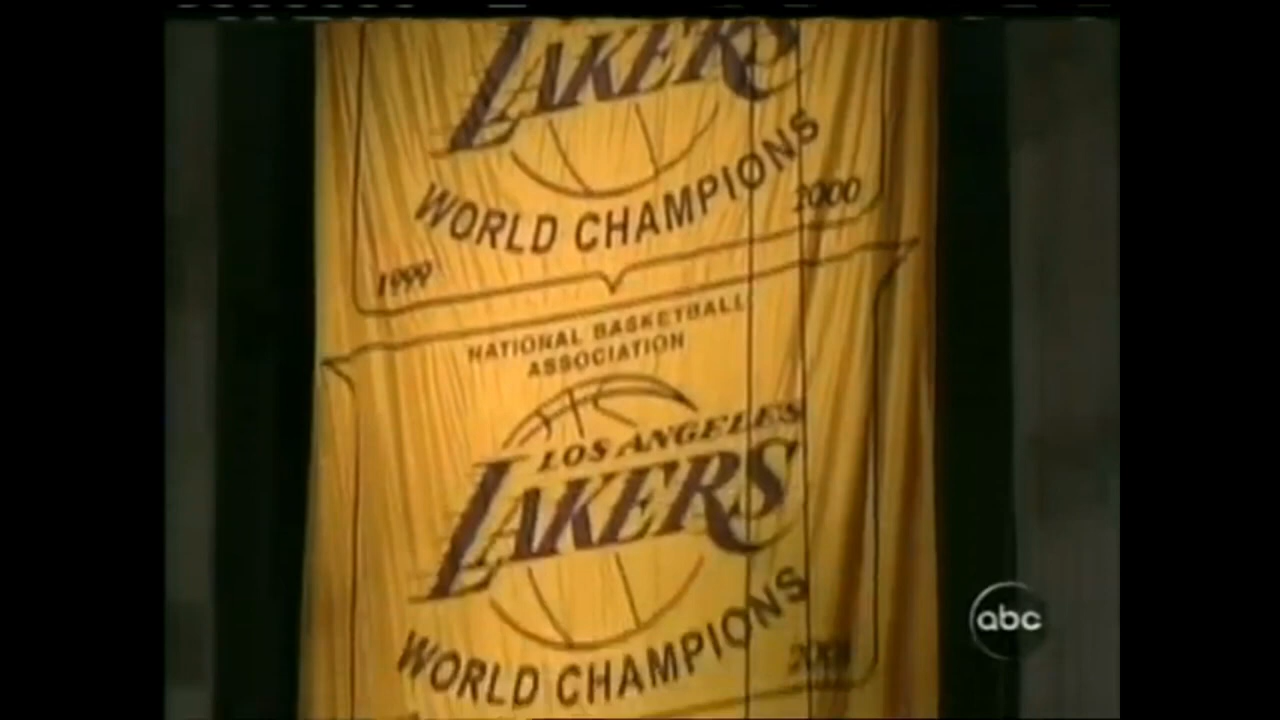 LAKERS
WORLD CHAMPIONS
1999 2000
NATIONAL BASKETBALL
ASSOCIATION
LOS ANGELES
LAKERS
WORLD CHAMPIONS
abc